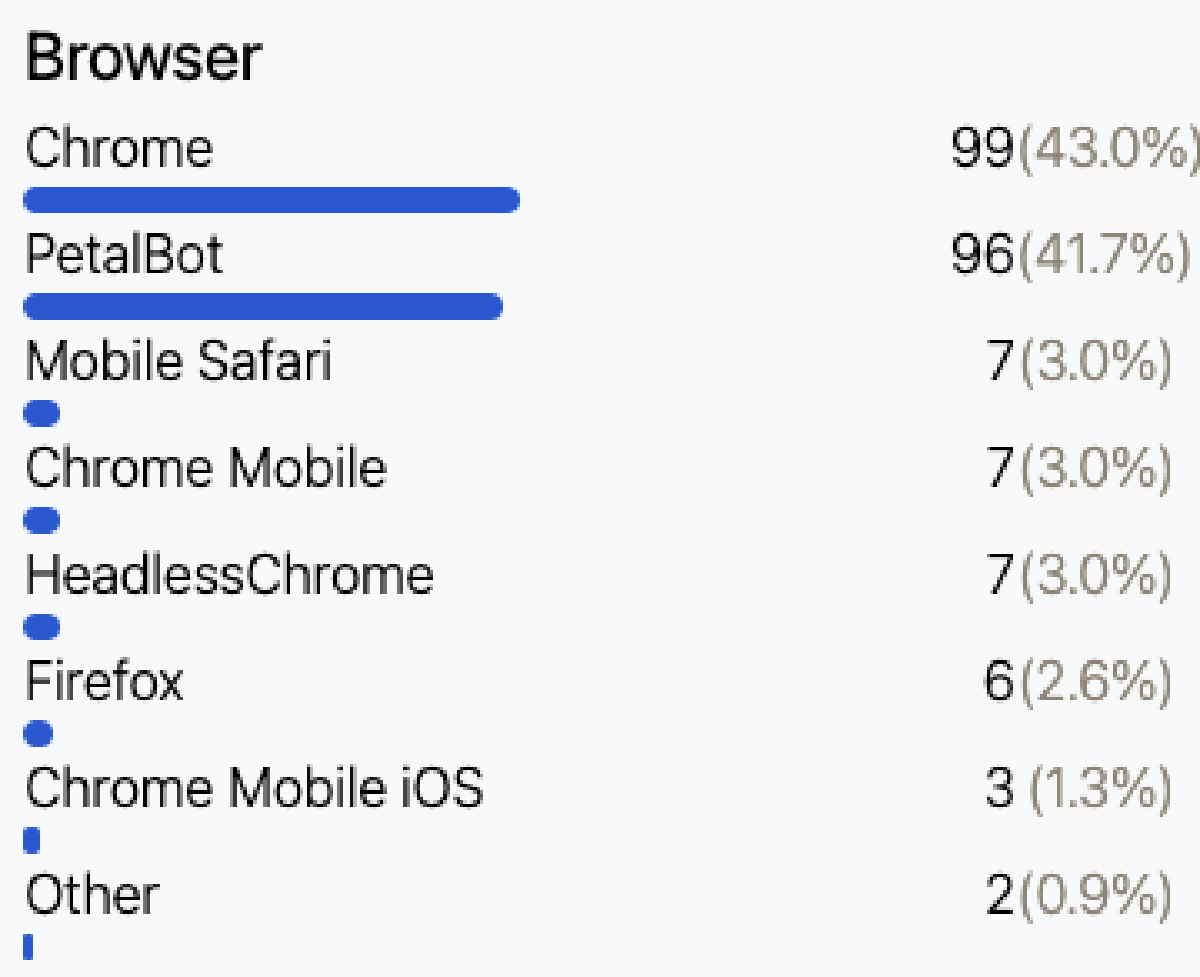 Browser
Chrome 99 (43.0%)
PetalBot 96 (41.7%)
Mobile Safari 7 (3.0%)
Chrome Mobile 7 (3.0%)
HeadlessChrome 7 (3.0%)
Firefox 6 (2.6%)
Chrome Mobile iOS 3 (1.3%)
Other 2 (0.9%)